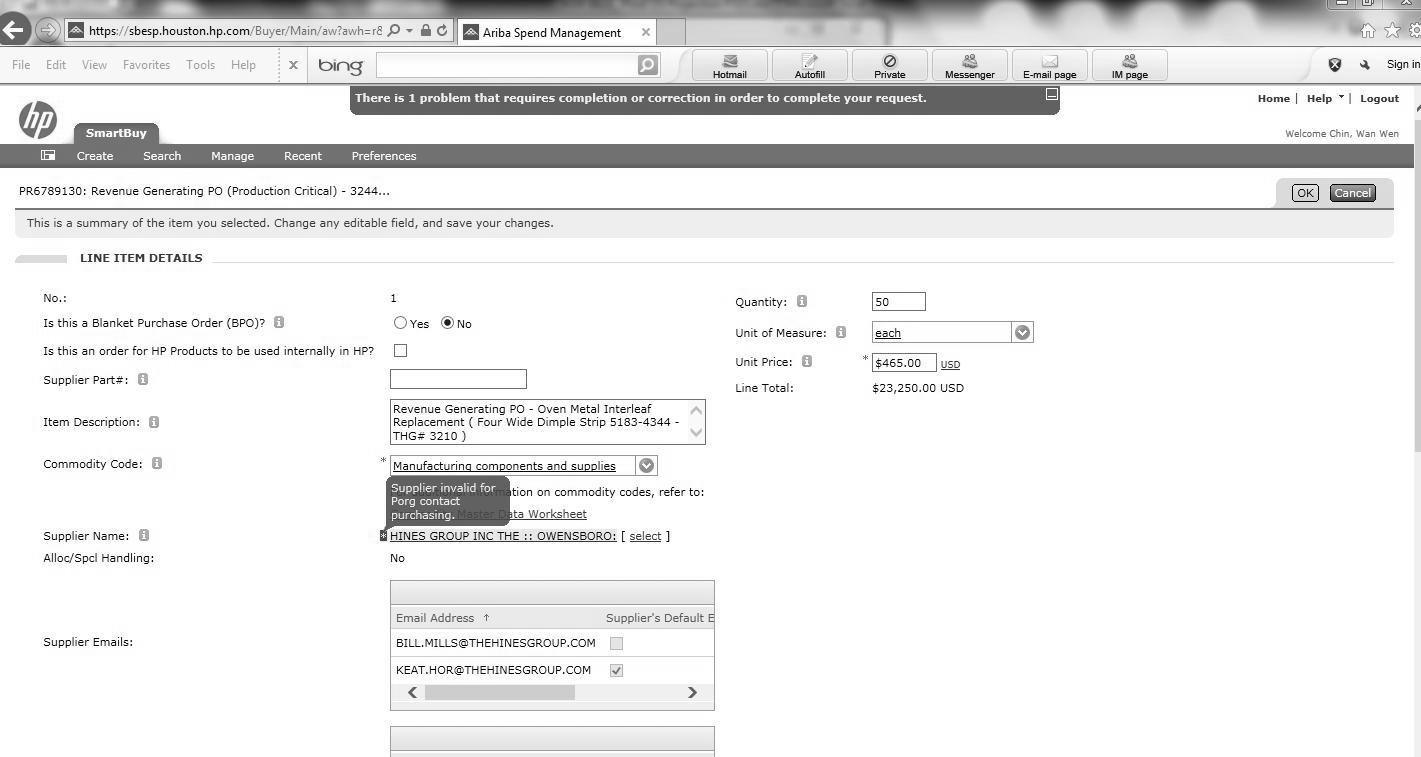 https://sbesp.houston.hp.com/Buyer/Main/aw?awh=r8
Ariba Spend Management
File Edit View Favorites Tools Help
x bing
Hotmail Autofill Private Messenger E-mail page IM page
Sign in
There is 1 problem that requires completion or correction in order to complete your request.
Home | Help | Logout
hp
SmartBuy
Welcome Chin, Wan Wen
Create Search Manage Recent Preferences
PR6789130: Revenue Generating PO (Production Critical) - 3244...
OK Cancel
This is a summary of the item you selected. Change any editable field, and save your changes.
LINE ITEM DETAILS
No.: 1
Quantity: 50
Is this a Blanket Purchase Order (BPO)? Yes No
Unit of Measure: each
Is this an order for HP Products to be used internally in HP?
Unit Price: * $465.00 USD
Supplier Part#:
Line Total: $23,250.00 USD
Item Description:
Revenue Generating PO - Oven Metal Interleaf
Replacement ( Four Wide Dimple Strip 5183-4344 -
THG# 3210 )
Commodity Code: * Manufacturing components and supplies
Supplier invalid for
Porg contact
purchasing.
information on commodity codes, refer to:
Master Data Worksheet
Supplier Name: * HINES GROUP INC THE :: OWENSBORO: [ select ]
Alloc/Spcl Handling: No
Email Address ↑ Supplier's Default E
Supplier Emails:
BILL.MILLS@THEHINESGROUP.COM
KEAT.HOR@THEHINESGROUP.COM